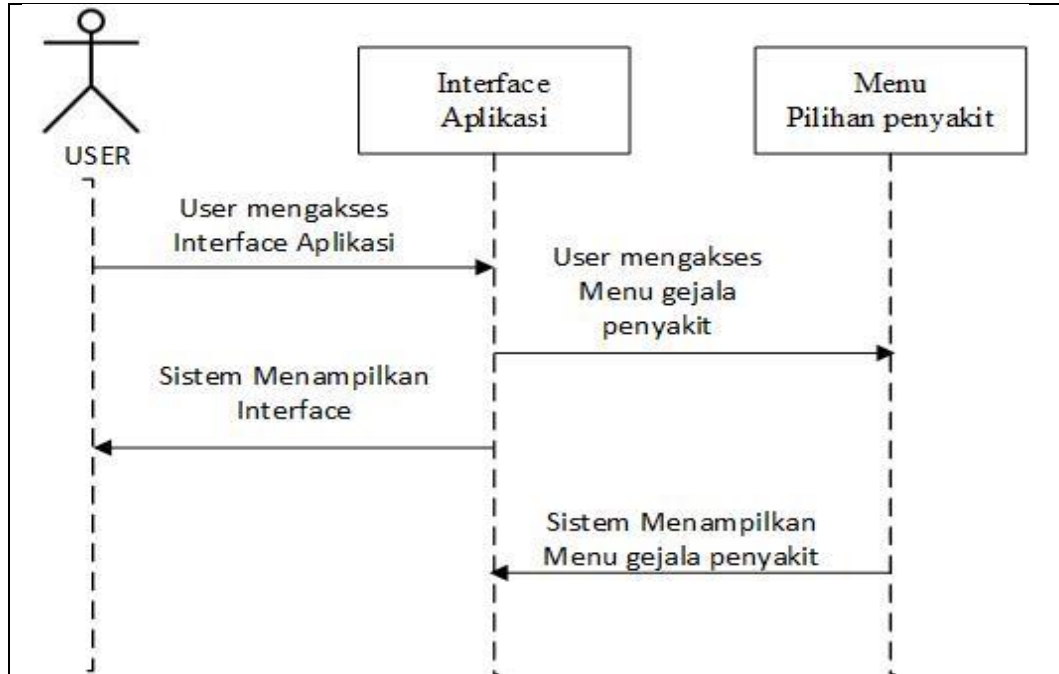 Interface
Aplikasi
Menu
Pilihan penyakit
USER
User mengakses
Interface Aplikasi
User mengakses
Menu gejala
penyakit
Sistem Menampilkan
Interface
Sistem Menampilkan
Menu gejala penyakit